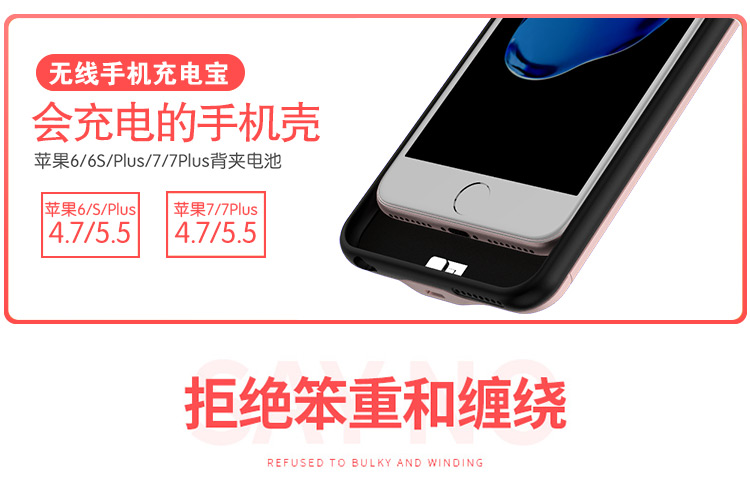 无线手机充电宝
会充电的手机壳
苹果6/6S/Plus/7/7Plus背夹电池
苹果6/S/Plus
4.7/5.5
苹果7/7Plus
4.7/5.5
SAY NO
拒绝笨重和缠绕
REFUSED TO BULKY AND WINDING